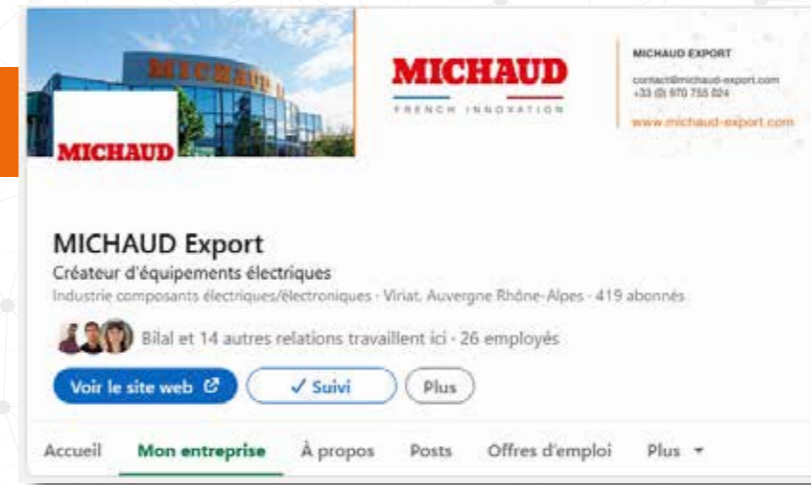 MICHAUD
MICHAUD
FRENCH INNOVATION
MICHAUD EXPORT
contact@michaud-export.com
+33 (0) 970 755 024
www.michaud-export.com
MICHAUD
MICHAUD Export
Créateur d'équipements électriques
Industrie composants électriques/électroniques · Viriat, Auvergne Rhône-Alpes · 419 abonnés
Bilal et 14 autres relations travaillent ici · 26 employés
Voir le site web
✓ Suivi
Plus
Accueil
Mon entreprise
À propos
Posts
Offres d'emploi
Plus